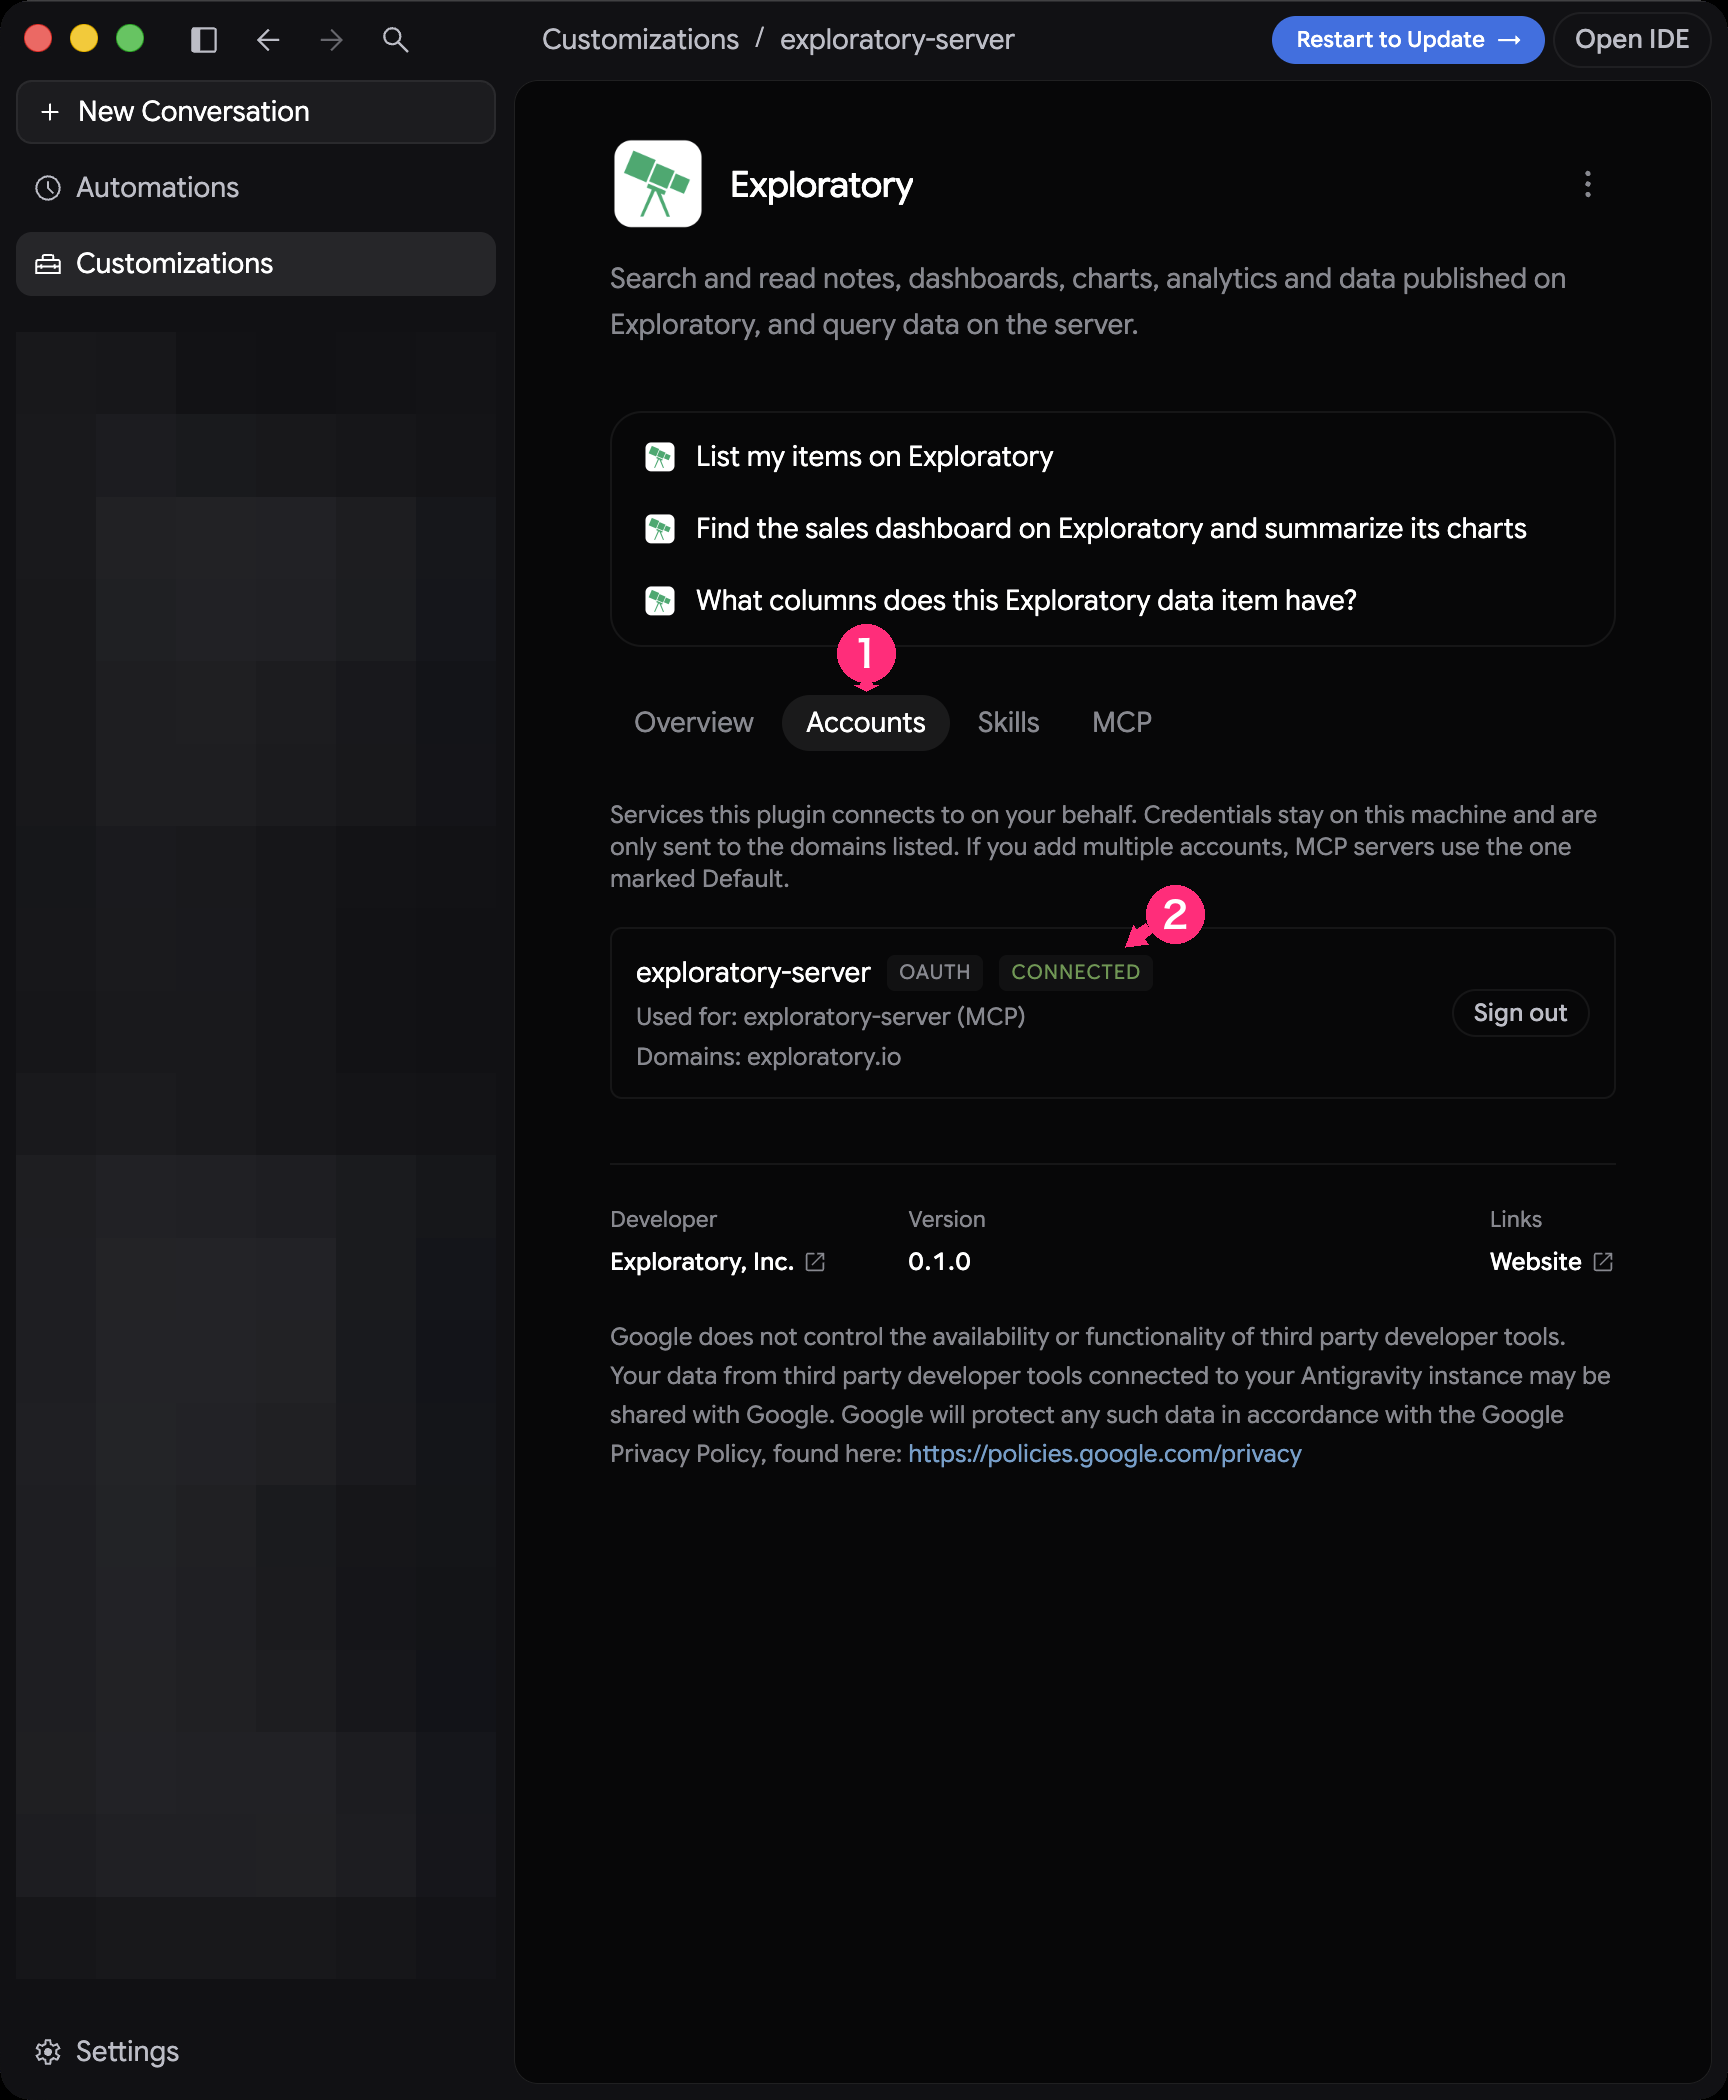 Customizations / exploratory-server
Restart to Update →
Open IDE
+ New Conversation
Automations
Customizations
Exploratory
Search and read notes, dashboards, charts, analytics and data published on
Exploratory, and query data on the server.
List my items on Exploratory
Find the sales dashboard on Exploratory and summarize its charts
What columns does this Exploratory data item have?
1
Overview
Accounts
Skills
MCP
Services this plugin connects to on your behalf. Credentials stay on this machine and are
only sent to the domains listed. If you add multiple accounts, MCP servers use the one
marked Default.
2
exploratory-server OAUTH CONNECTED
Used for: exploratory-server (MCP)
Domains: exploratory.io
Sign out
Developer
Version
Links
Exploratory, Inc.
0.1.0
Website
Google does not control the availability or functionality of third party developer tools.
Your data from third party developer tools connected to your Antigravity instance may be
shared with Google. Google will protect any such data in accordance with the Google
Privacy Policy, found here: https://policies.google.com/privacy
Settings